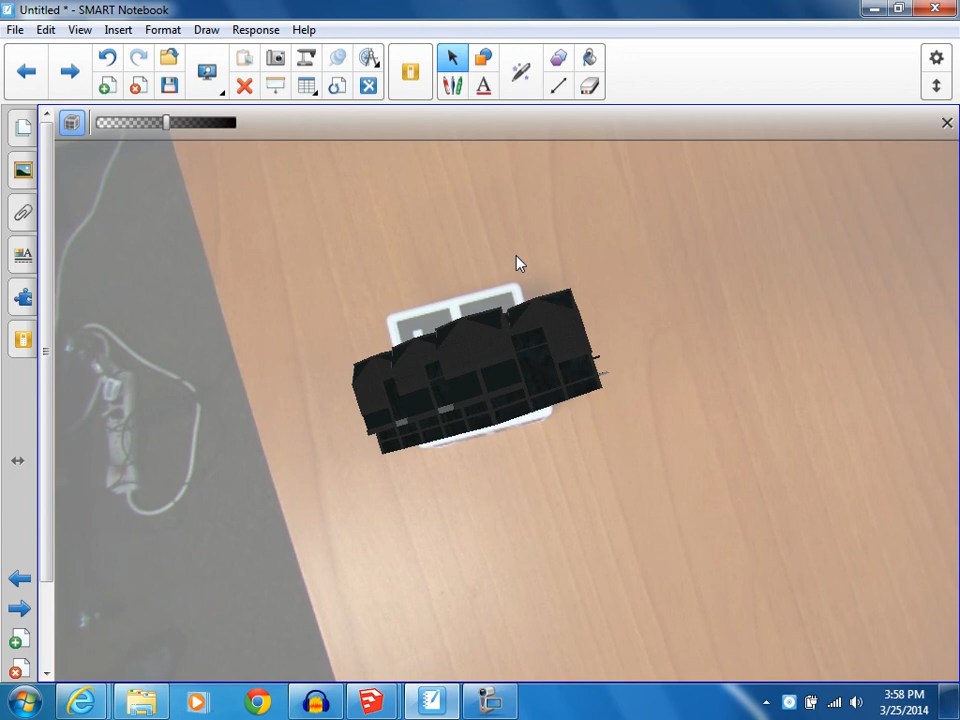 Untitled * - SMART Notebook
File Edit View Insert Format Draw Response Help
3:58 PM
3/25/2014